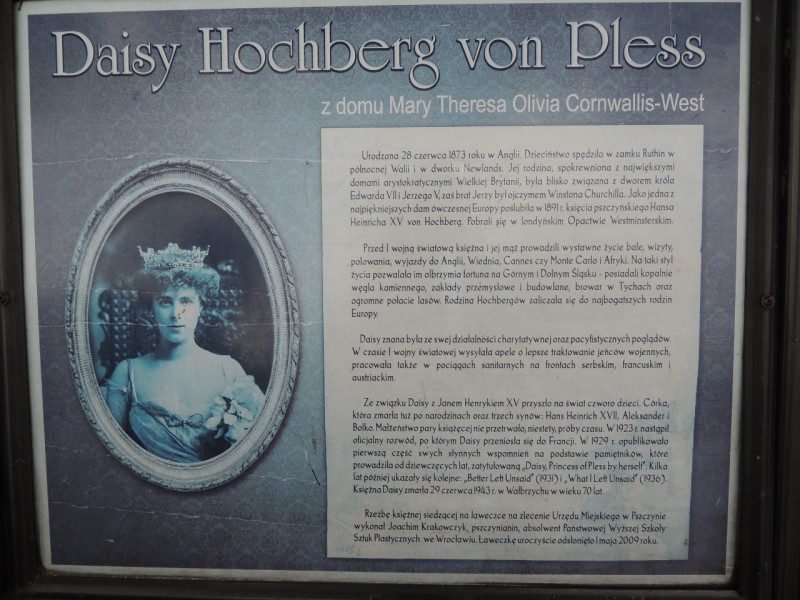 Daisy Hochberg von Pless
z domu Mary Theresa Olivia Cornwallis-West
Urodzona 28 czerwca 1873 roku w Anglii. Dzieciństwo spędziła w zamku Ruthin w
północnej Walii i w dworku Newlands. Jej rodzina, spokrewniona z największymi
domami arystokratycznymi Wielkiej Brytanii, była blisko związana z dworem króla
Edwarda VII i Jerzego V, zaś brat Jerzy był ojczymem Winstona Churchilla. Jako jedna z
najpiękniejszych dam ówczesnej Europy poślubiła w 1891 r. księcia pszczyńskiego Hansa
Heinricha XV von Hochberg. Pobrali się w londyńskim Opactwie Westminsterskim.
Przed I wojną światową księżna i jej mąż prowadzili wystawne życie bale, wizyty,
polowania, wyjazdy do Anglii, Wiednia, Cannes czy Monte Carlo i Afryki. Na taki styl
życia pozwalała im olbrzymia fortuna na Górnym i Dolnym Śląsku - posiadali kopalnie
węgla kamiennego, zakłady przemysłowe i budowlane, browar w Tychach oraz
ogromne połacie lasów. Rodzina Hochbergów zaliczała się do najbogatszych rodzin
Europy.
Daisy znana była ze swej działalności charytatywnej oraz pacyfistycznych poglądów.
W czasie I wojny światowej wysyłała apele o lepsze traktowanie jeńców wojennych,
pracowała także w pociągach sanitarnych na frontach serbskim, francuskim i
austriackim.
Ze związku Daisy z Janem Henrykiem XV przyszło na świat czworo dzieci. Córka,
która zmarła tuż po narodzinach oraz trzech synów: Hans Heinrich XVII, Aleksander i
Bolko. Małżeństwo pary książęcej nie przetrwało, niestety, próby czasu. W 1923 r. nastąpił
oficjalny rozwód, po którym Daisy przeniosła się do Francji. W 1929 r. opublikowała
pierwszą część swych słynnych wspomnień na podstawie pamiętników, które
prowadziła od dziewczęcych lat, zatytułowaną „Daisy, Princess of Pless by herself". Kilka
lat później ukazały się kolejne: „Better Left Unsaid" (1931) i „What I Left Unsaid" (1936).
Księżna Daisy zmarła 29 czerwca 1943 r. w Wałbrzychu w wieku 70 lat.
Rzeźbę księżnej siedzącej na ławeczce na zlecenie Urzędu Miejskiego w Pszczynie
wykonał Joachim Krakowczyk, pszczynianin, absolwent Państwowej Wyższej Szkoły
Sztuk Plastycznych we Wrocławiu. Ławeczkę uroczyście odsłonięto 1 maja 2009 roku.